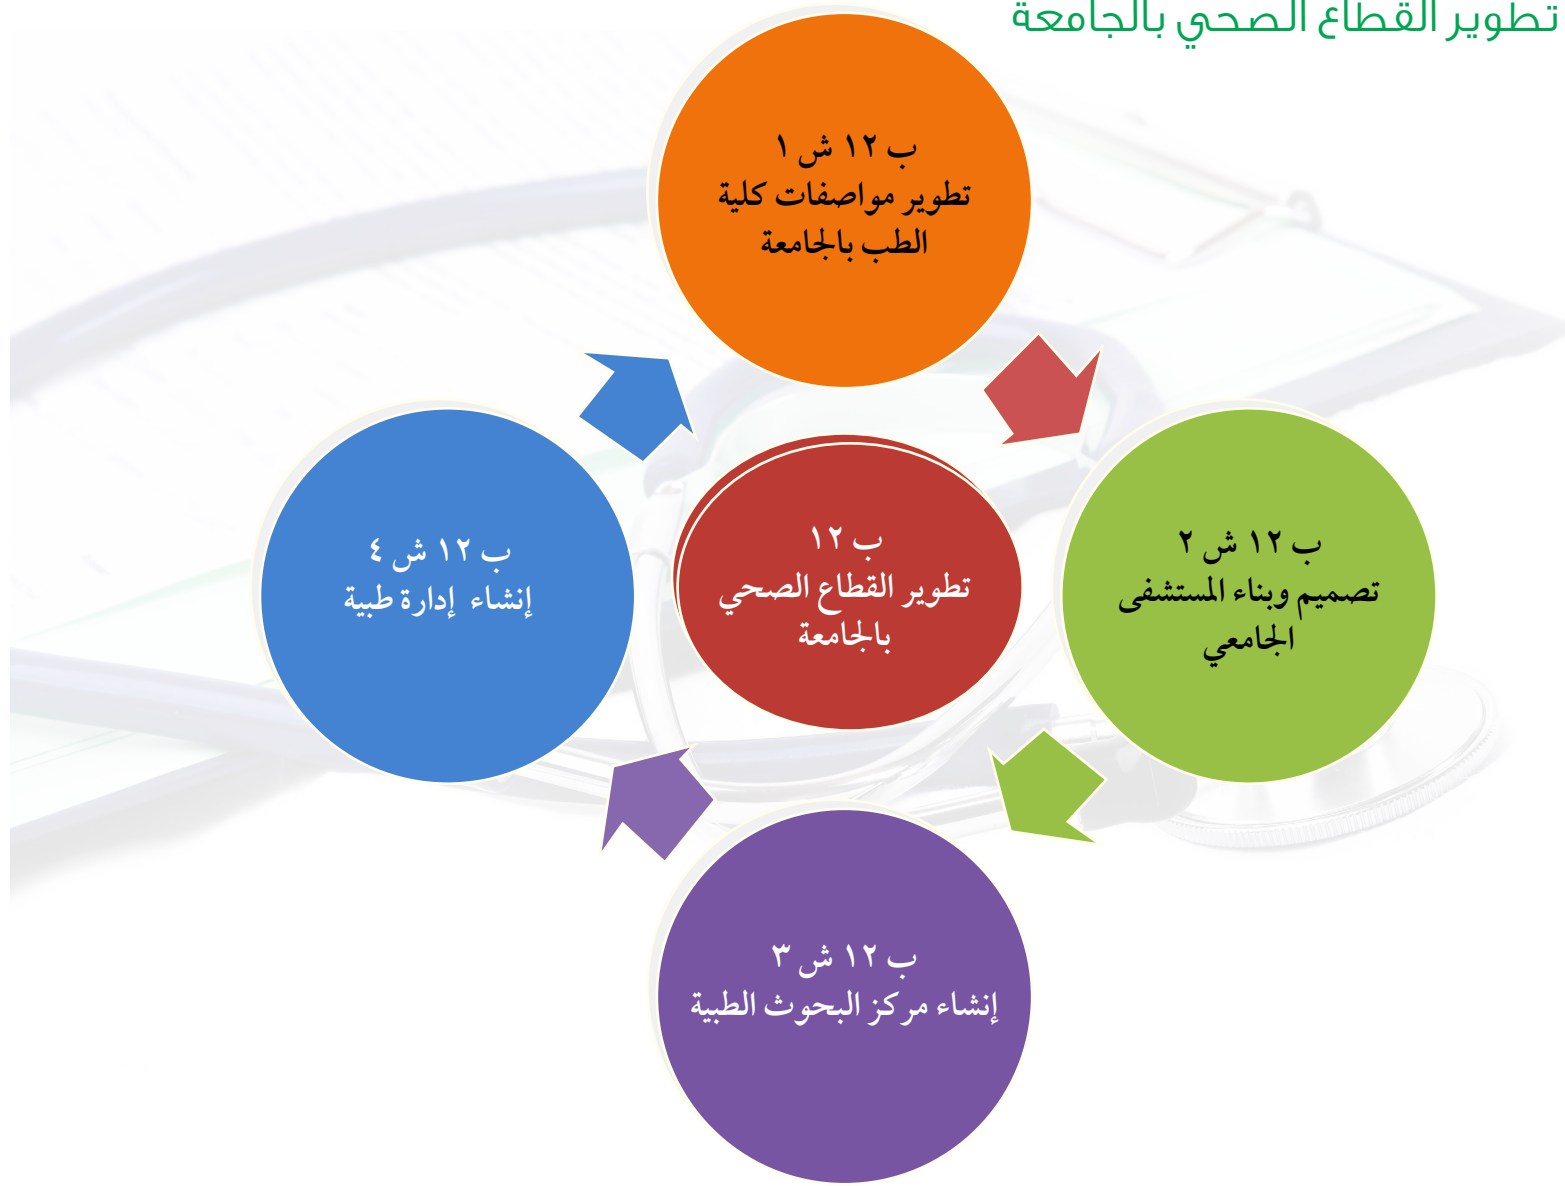 تطوير القطاع الصحي بالجامعة
ب ١٢ ش ١
تطوير مواصفات كلية
الطب بالجامعة
ب ١٢ ش ٢
تصميم وبناء المستشفى
الجامعي
ب ١٢
تطوير القطاع الصحي
بالجامعة
ب ١٢ ش ٤
إنشاء إدارة طبية
ب ١٢ ش ٣
إنشاء مركز البحوث الطبية